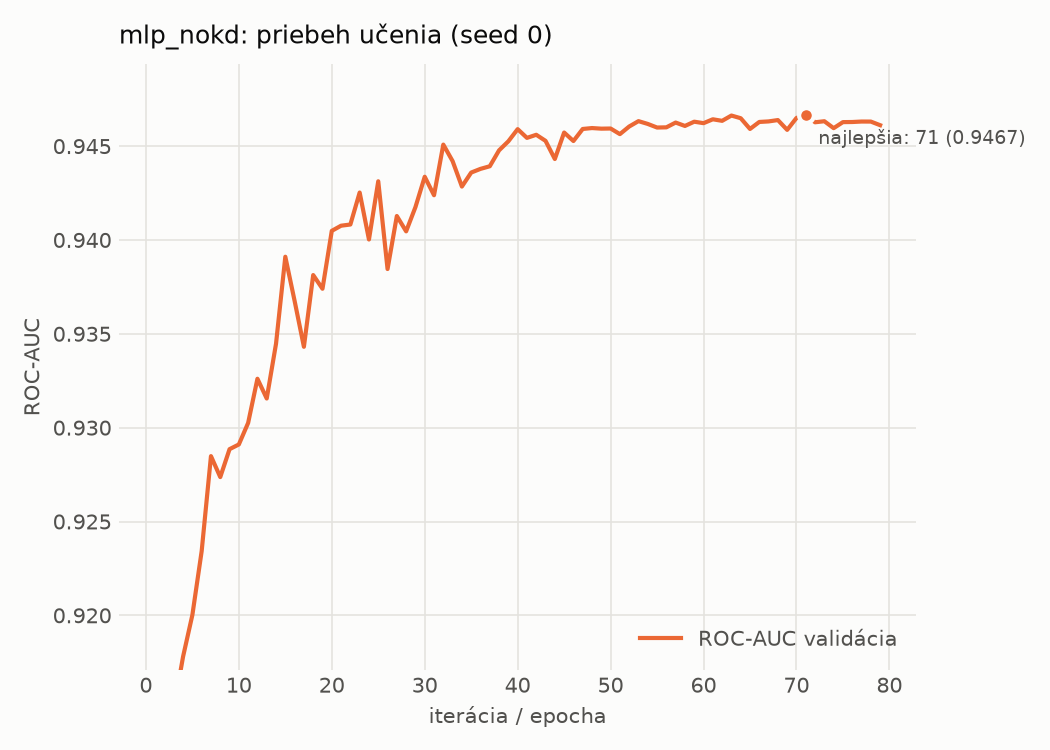 mlp_nokd: priebeh učenia (seed 0)
ROC-AUC
0.945
0.940
0.935
0.930
0.925
0.920
najlepšia: 71 (0.9467)
ROC-AUC validácia
0 10 20 30 40 50 60 70 80
iterácia / epocha